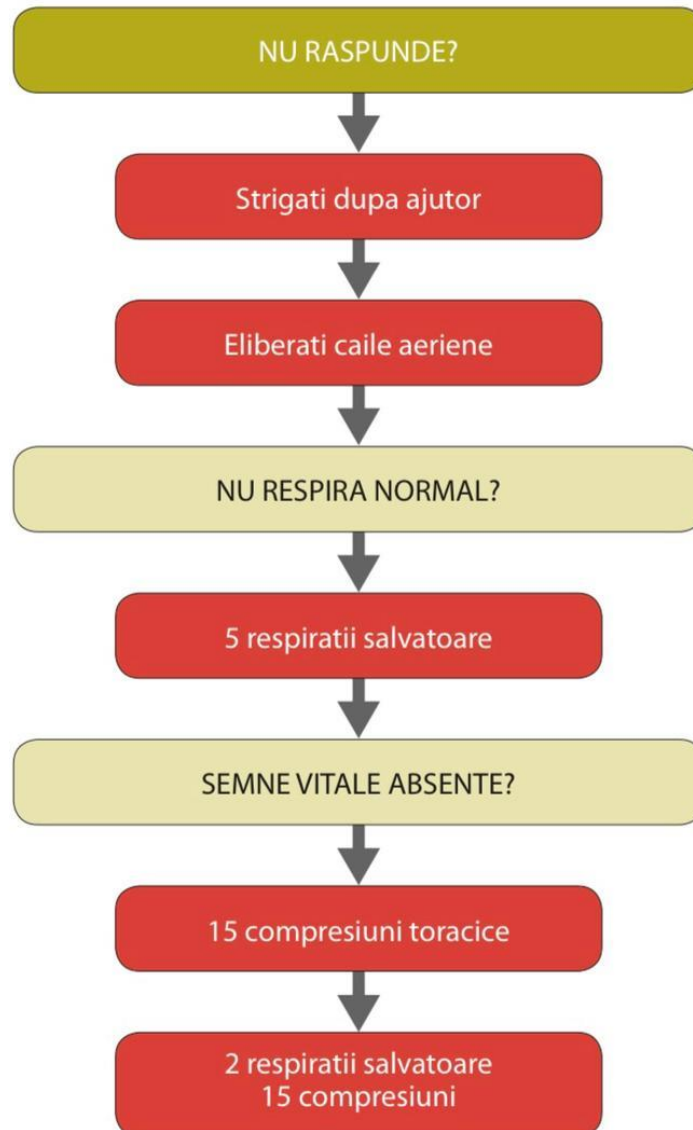 NU RASPUNDE?
Strigati dupa ajutor
Eliberati caile aeriene
NU RESPIRA NORMAL?
5 respiratii salvatoare
SEMNE VITALE ABSENTE?
15 compresiuni toracice
2 respiratii salvatoare
15 compresiuni